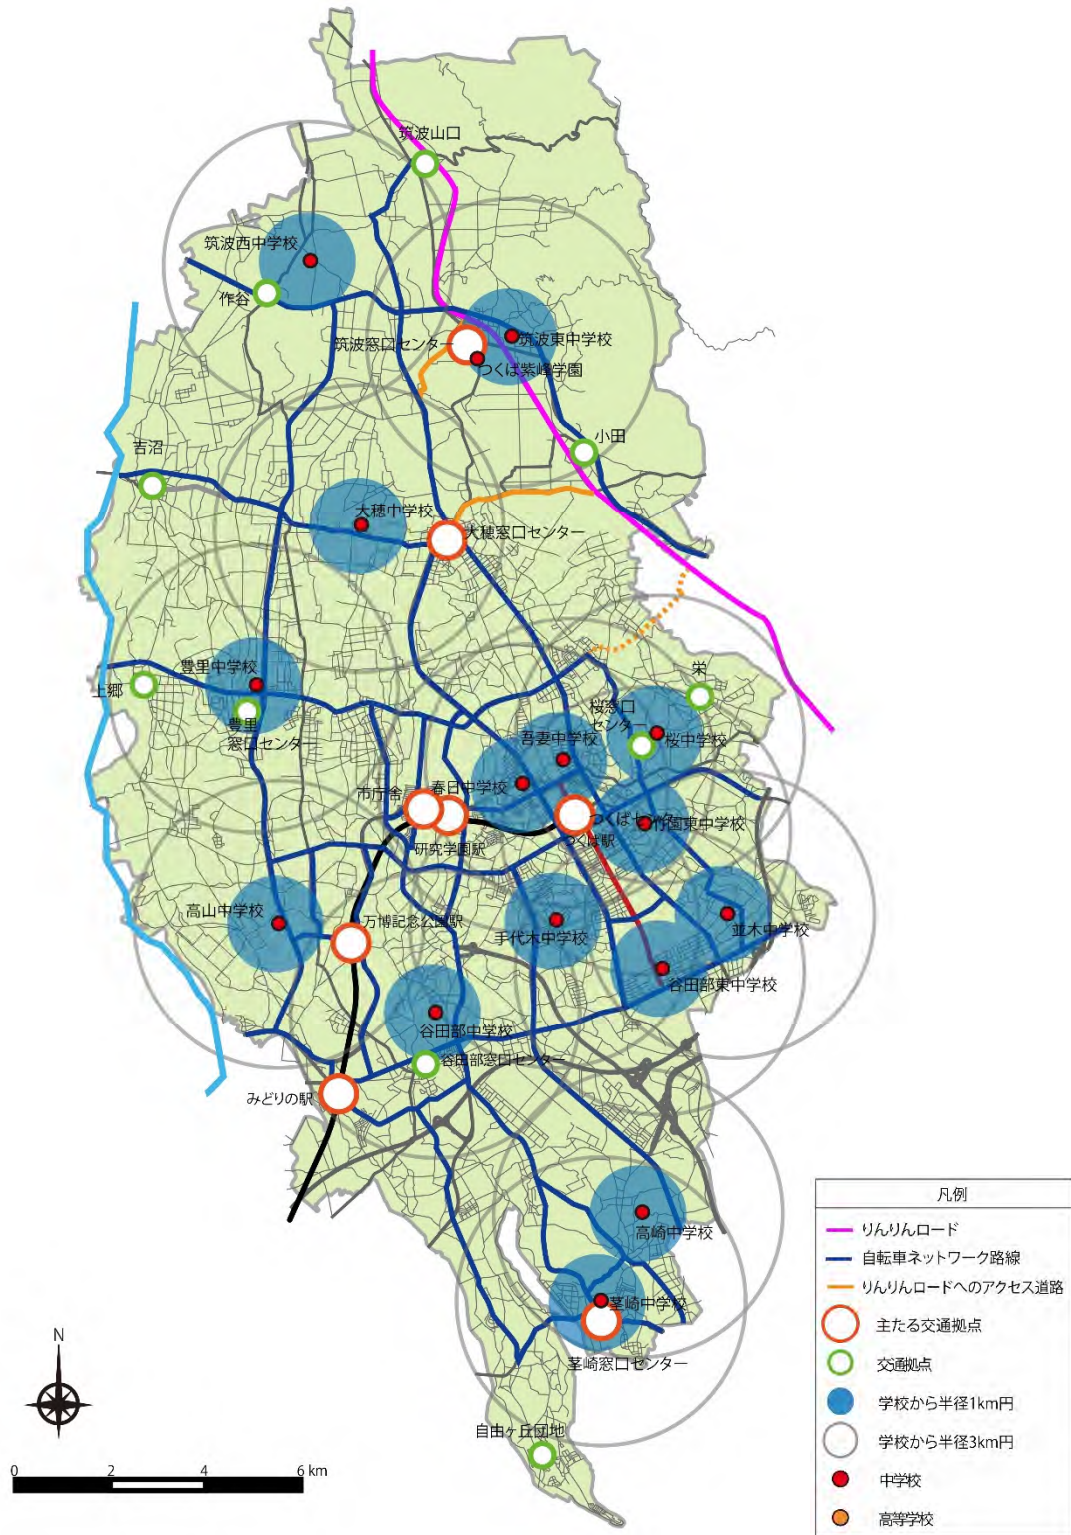 筑波山口
筑波西中学校
作谷
筑波窓口センター
筑波東中学校
つくば紫峰学園
吉沼
小田
大穂中学校
大穂窓口センター
豊里中学校
上郷
豊里
窓口センター
栄
桜窓口
センター
桜中学校
吾妻中学校
市庁舎
春日中学校
つくばセンター
つくば駅
竹園東中学校
研究学園駅
高山中学校
万博記念公園駅
手代木中学校
並木中学校
谷田部東中学校
谷田部中学校
谷田部窓口センター
みどりの駅
高崎中学校
茎崎中学校
茎崎窓口センター
自由ヶ丘団地
N
0 2 4 6 km
凡例
りんりんロード
自転車ネットワーク路線
りんりんロードへのアクセス道路
主たる交通拠点
交通拠点
学校から半径1km円
学校から半径3km円
中学校
高等学校